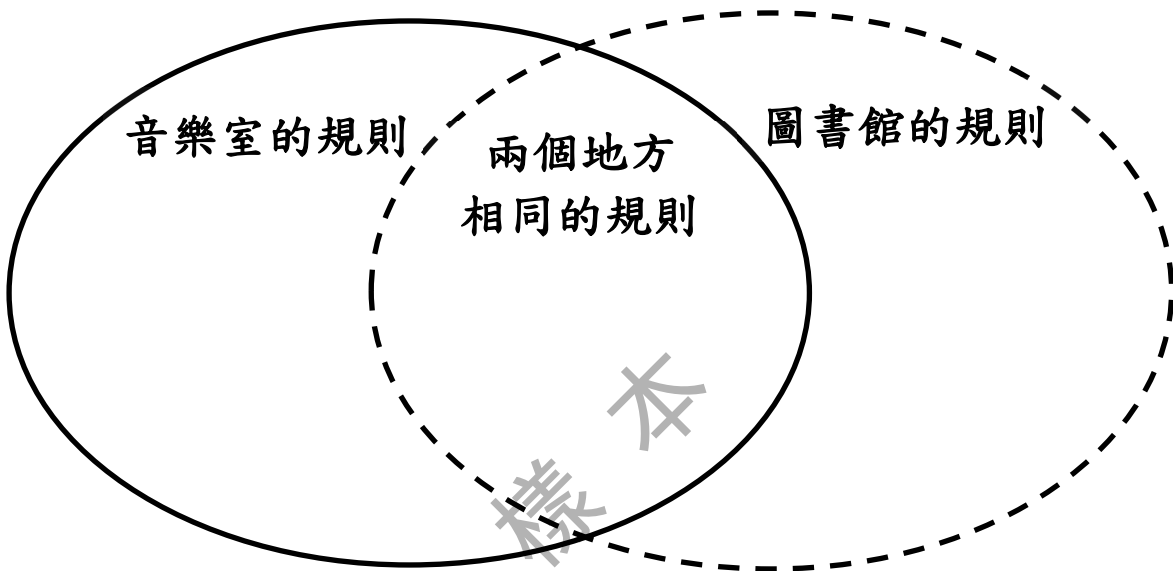 音樂室的規則
兩個地方
相同的規則
圖書館的規則
樣本